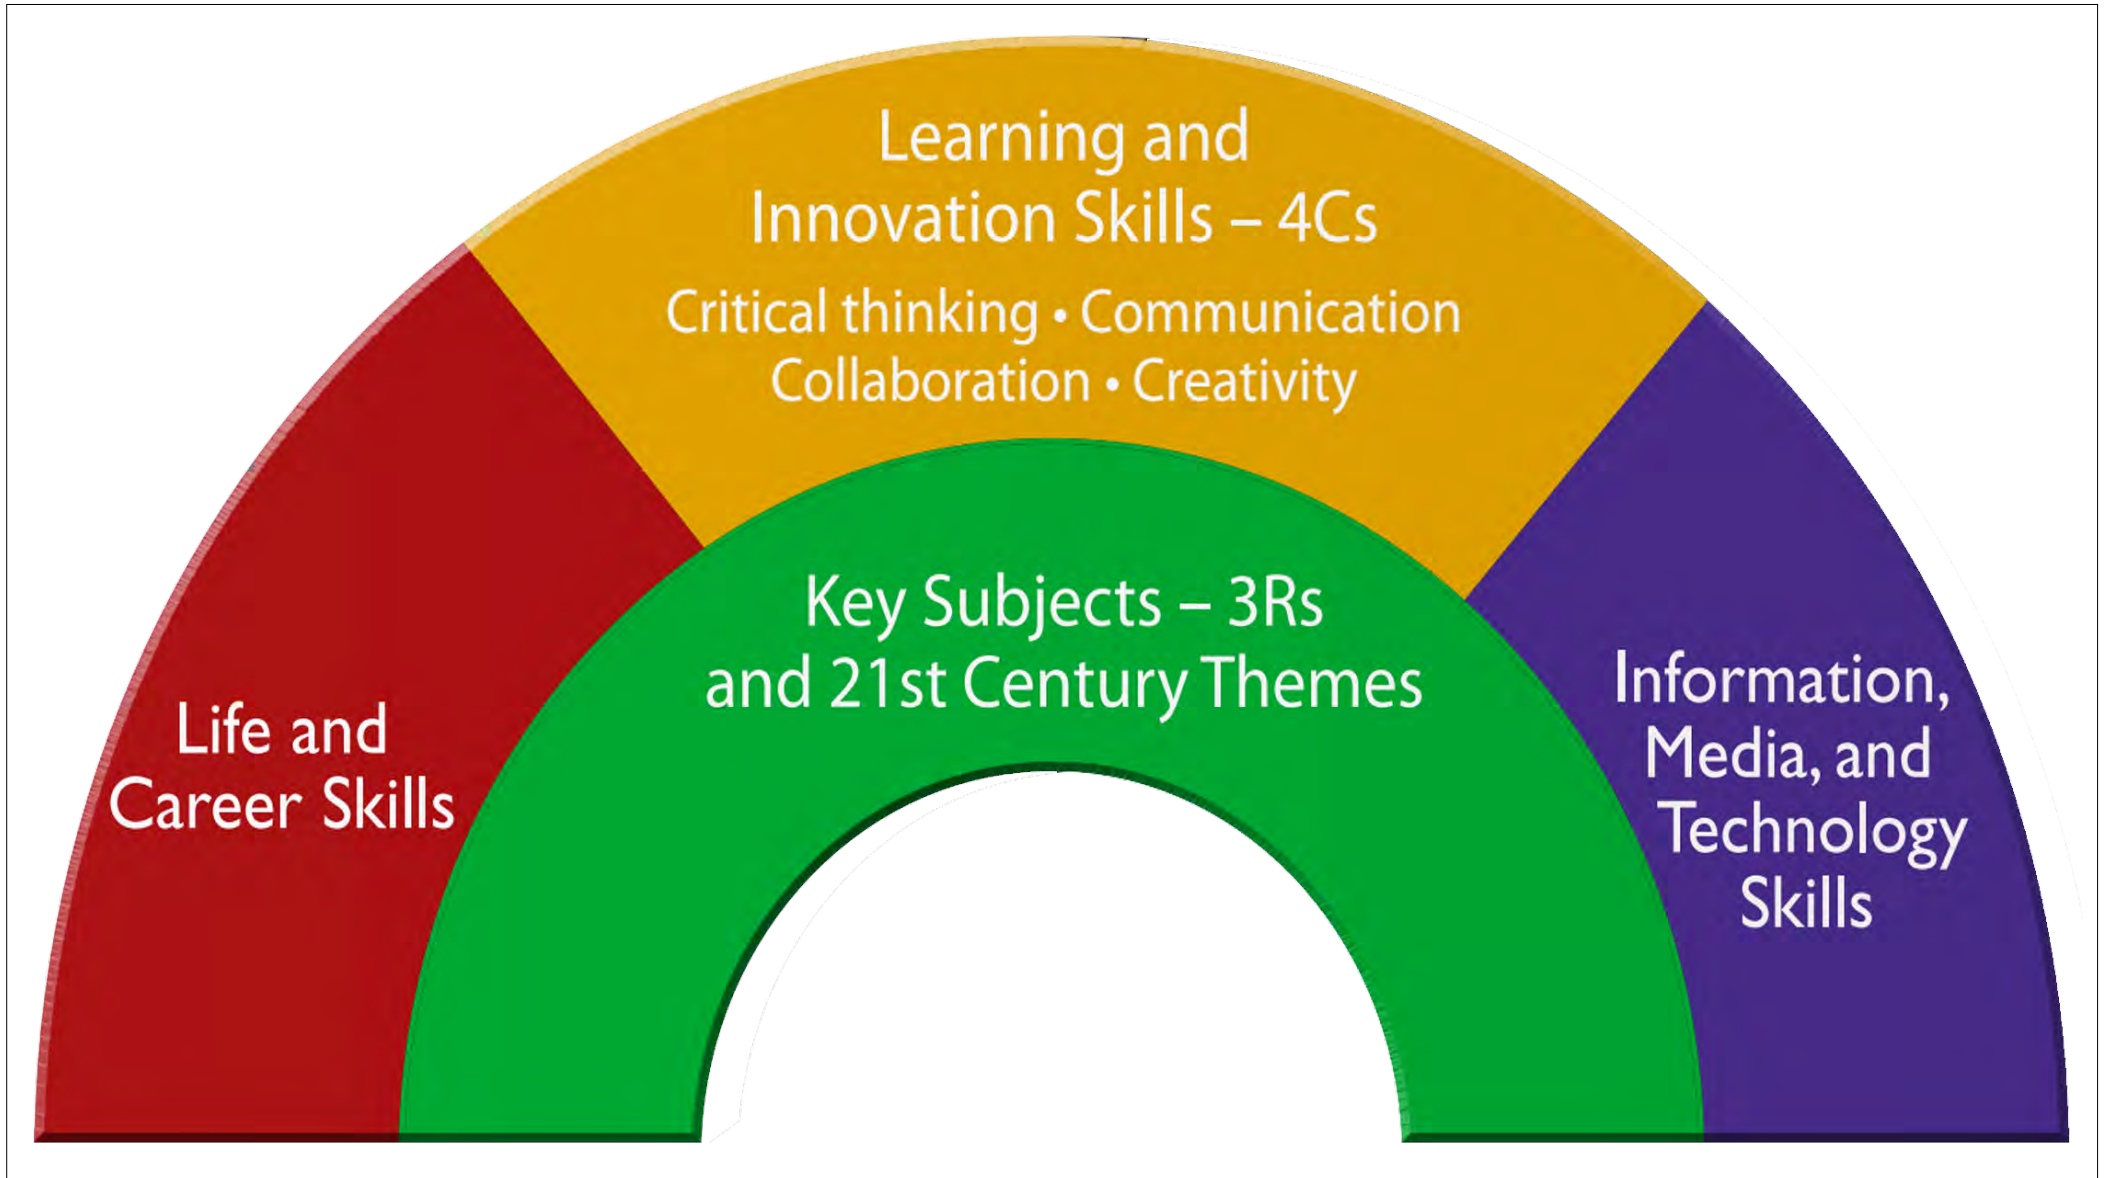 Learning and
Innovation Skills – 4Cs
Critical thinking • Communication
Collaboration • Creativity
Key Subjects – 3Rs
and 21st Century Themes
Life and
Career Skills
Information,
Media, and
Technology
Skills